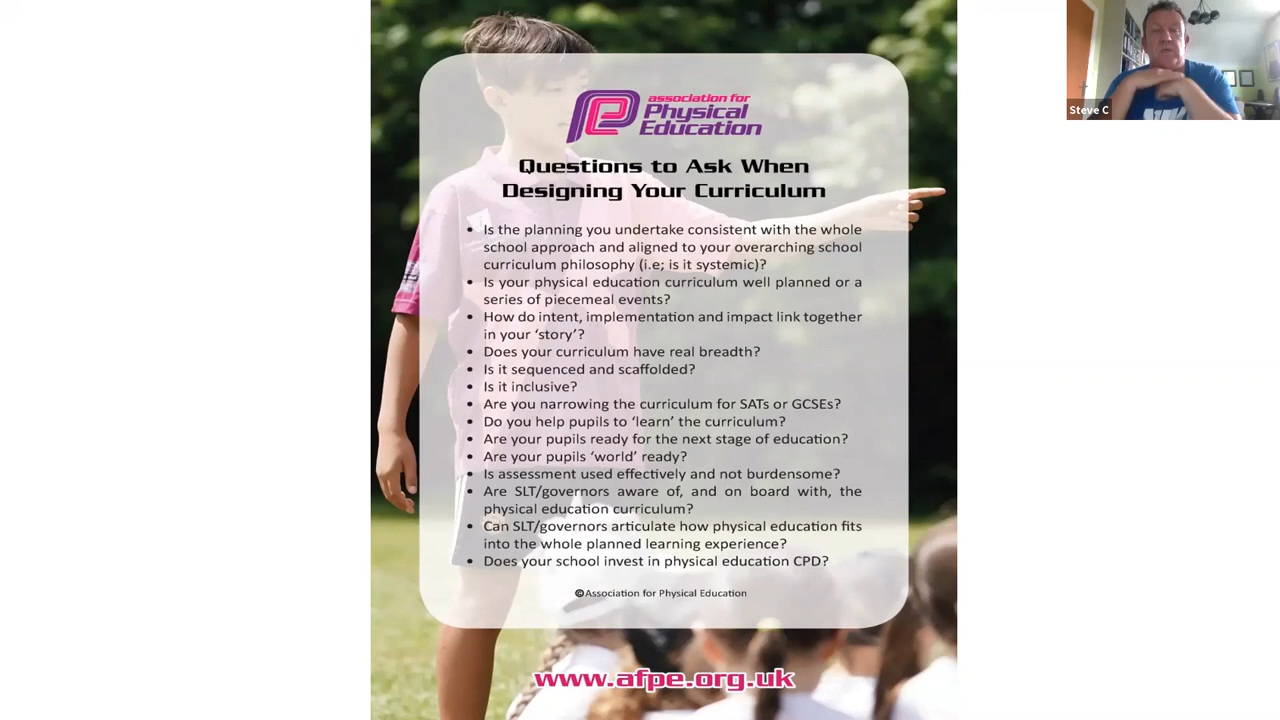 association for
Physical
Education
Questions to Ask When
Designing Your Curriculum
• Is the planning you undertake consistent with the whole
school approach and aligned to your overarching school
curriculum philosophy (i.e; is it systemic)?
• Is your physical education curriculum well planned or a
series of piecemeal events?
• How do intent, implementation and impact link together
in your ‘story’?
• Does your curriculum have real breadth?
• Is it sequenced and scaffolded?
• Is it inclusive?
• Are you narrowing the curriculum for SATs or GCSEs?
• Do you help pupils to ‘learn’ the curriculum?
• Are your pupils ready for the next stage of education?
• Are your pupils ‘world’ ready?
• Is assessment used effectively and not burdensome?
• Are SLT/governors aware of, and on board with, the
physical education curriculum?
• Can SLT/governors articulate how physical education fits
into the whole planned learning experience?
• Does your school invest in physical education CPD?
©Association for Physical Education
www.afpe.org.uk
Steve C